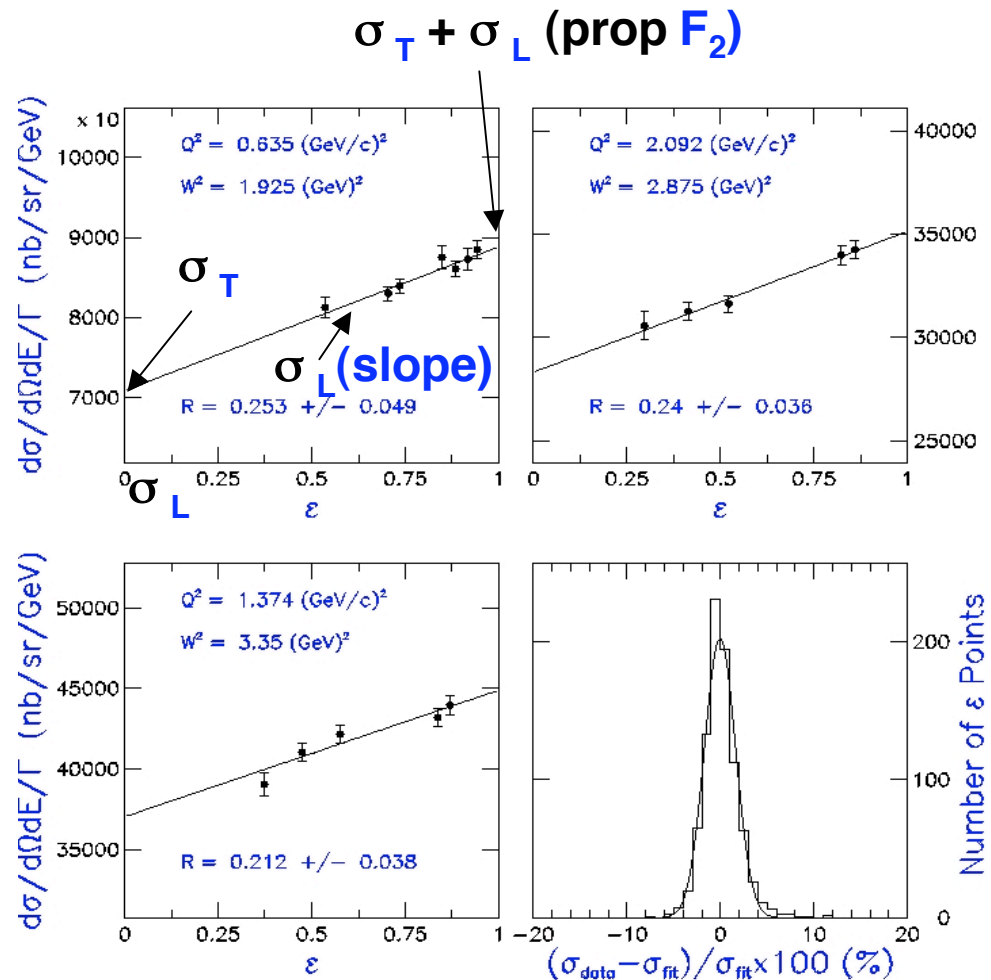 σ T + σ L (prop F2)
dσ/dΩdE/Γ (nb/sr/GeV)
x 10
10000
9000
8000
7000
Q² = 0.635 (GeV/c)²
W² = 1.925 (GeV)²
σ T
σ L (slope)
R = 0.253 +/- 0.049
0 0.25 0.5 0.75 1
σ L
ε
Q² = 2.092 (GeV/c)²
W² = 2.875 (GeV)²
R = 0.24 +/- 0.036
40000
35000
30000
25000
0 0.25 0.5 0.75 1
ε
dσ/dΩdE/Γ (nb/sr/GeV)
50000
45000
40000
35000
Q² = 1.374 (GeV/c)²
W² = 3.35 (GeV)²
R = 0.212 +/- 0.038
0 0.25 0.5 0.75 1
ε
200
100
0
Number of ε Points
-20 -10 0 10 20
(σdata-σfit)/σfitx100 (%)